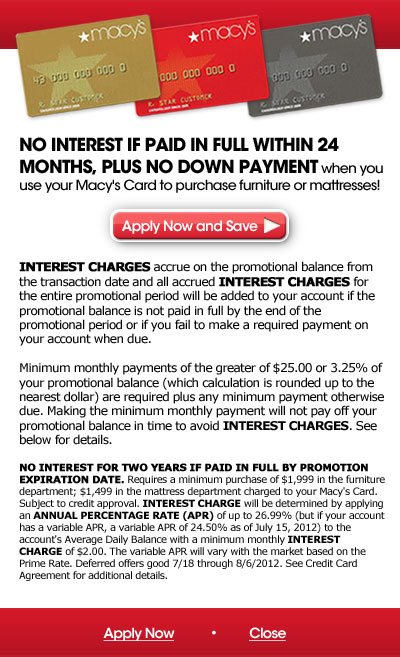 ★macy's
★macy's
★macy's
43 000 000 000 0
000 000 000 0
000 000 000 0
R. STAR CUSTOMER
R. STAR CUSTOMER
R. STAR CUSTOMER
NO INTEREST IF PAID IN FULL WITHIN 24
MONTHS, PLUS NO DOWN PAYMENT when you
use your Macy's Card to purchase furniture or mattresses!
Apply Now and Save
INTEREST CHARGES accrue on the promotional balance from
the transaction date and all accrued INTEREST CHARGES for
the entire promotional period will be added to your account if the
promotional balance is not paid in full by the end of the
promotional period or if you fail to make a required payment on
your account when due.
Minimum monthly payments of the greater of $25.00 or 3.25% of
your promotional balance (which calculation is rounded up to the
nearest dollar) are required plus any minimum payment otherwise
due. Making the minimum monthly payment will not pay off your
promotional balance in time to avoid INTEREST CHARGES. See
below for details.
NO INTEREST FOR TWO YEARS IF PAID IN FULL BY PROMOTION
EXPIRATION DATE. Requires a minimum purchase of $1,999 in the furniture
department; $1,499 in the mattress department charged to your Macy's Card.
Subject to credit approval. INTEREST CHARGE will be determined by applying
an ANNUAL PERCENTAGE RATE (APR) of up to 26.99% (but if your account
has a variable APR, a variable APR of 24.50% as of July 15, 2012) to the
account's Average Daily Balance with a minimum monthly INTEREST
CHARGE of $2.00. The variable APR will vary with the market based on the
Prime Rate. Deferred offers good 7/18 through 8/6/2012. See Credit Card
Agreement for additional details.
Apply Now • Close